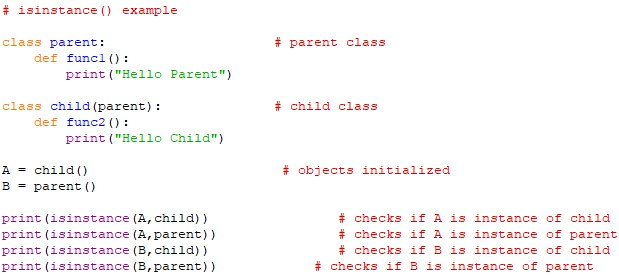 # isinstance() example
class parent: # parent class
def func1():
print("Hello Parent")
class child(parent): # child class
def func2():
print("Hello Child")
A = child() # objects initialized
B = parent()
print(isinstance(A,child)) # checks if A is instance of child
print(isinstance(A,parent)) # checks if A is instance of parent
print(isinstance(B,child)) # checks if B is instance of child
print(isinstance(B,parent)) # checks if B is instance of parent